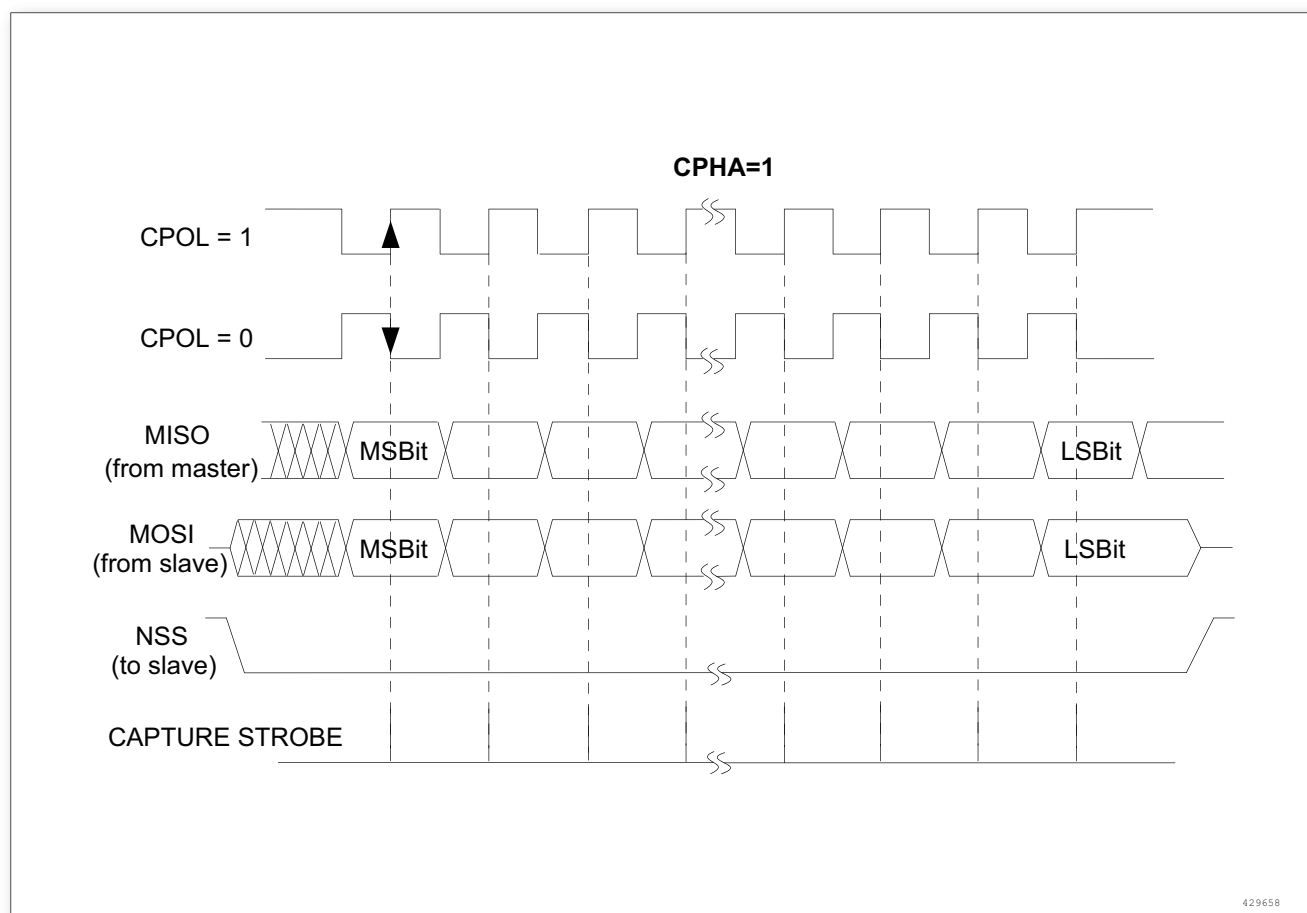 CPHA=1
CPOL = 1
CPOL = 0
MISO
(from master)
MSBit
LSBit
MOSI
(from slave)
MSBit
LSBit
NSS
(to slave)
CAPTURE STROBE
429658